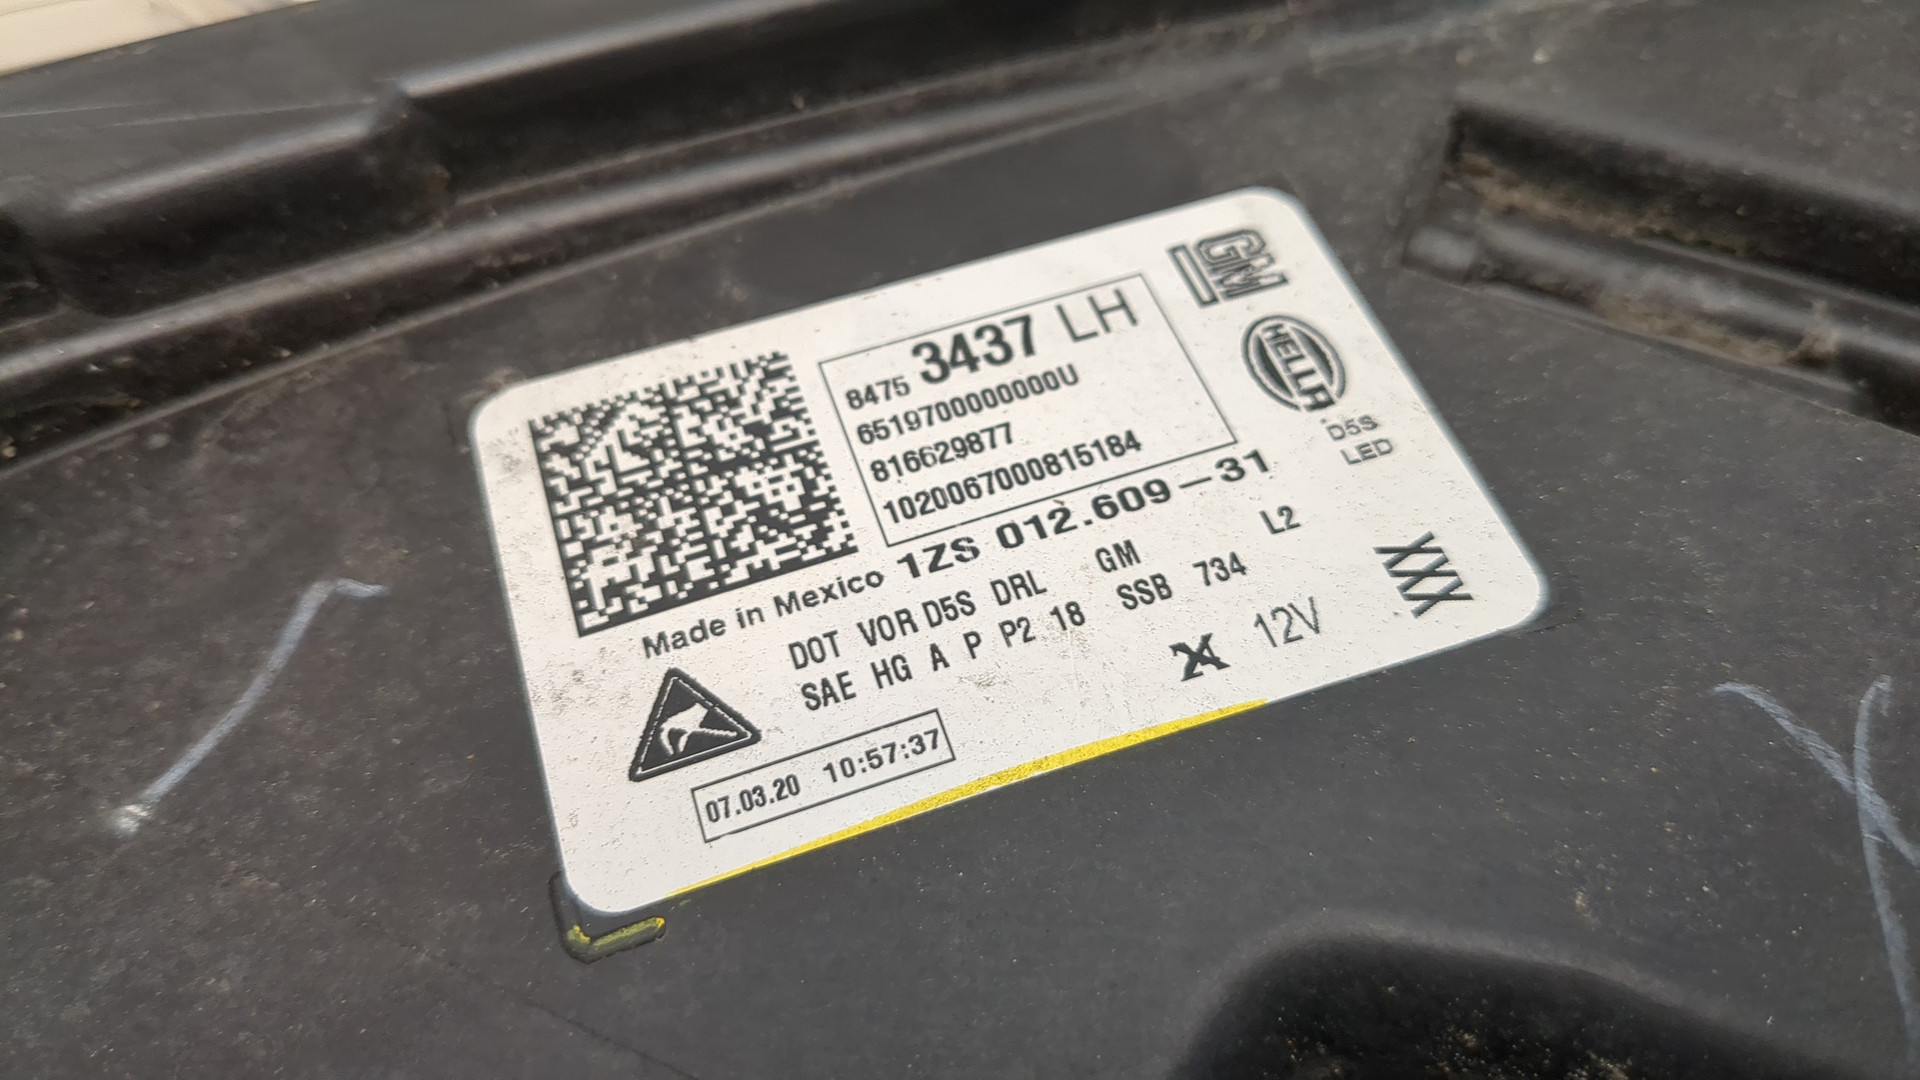 GM
8475 3437 LH
651970000000U
816629877
1020067000815184
HELLA
D5S
LED
Made in Mexico 1ZS 012.609-31
DOT VOR D5S DRL GM L2
SAE HG A P P2 18 SSB 734
12V
XXX
07.03.20 10:57:37